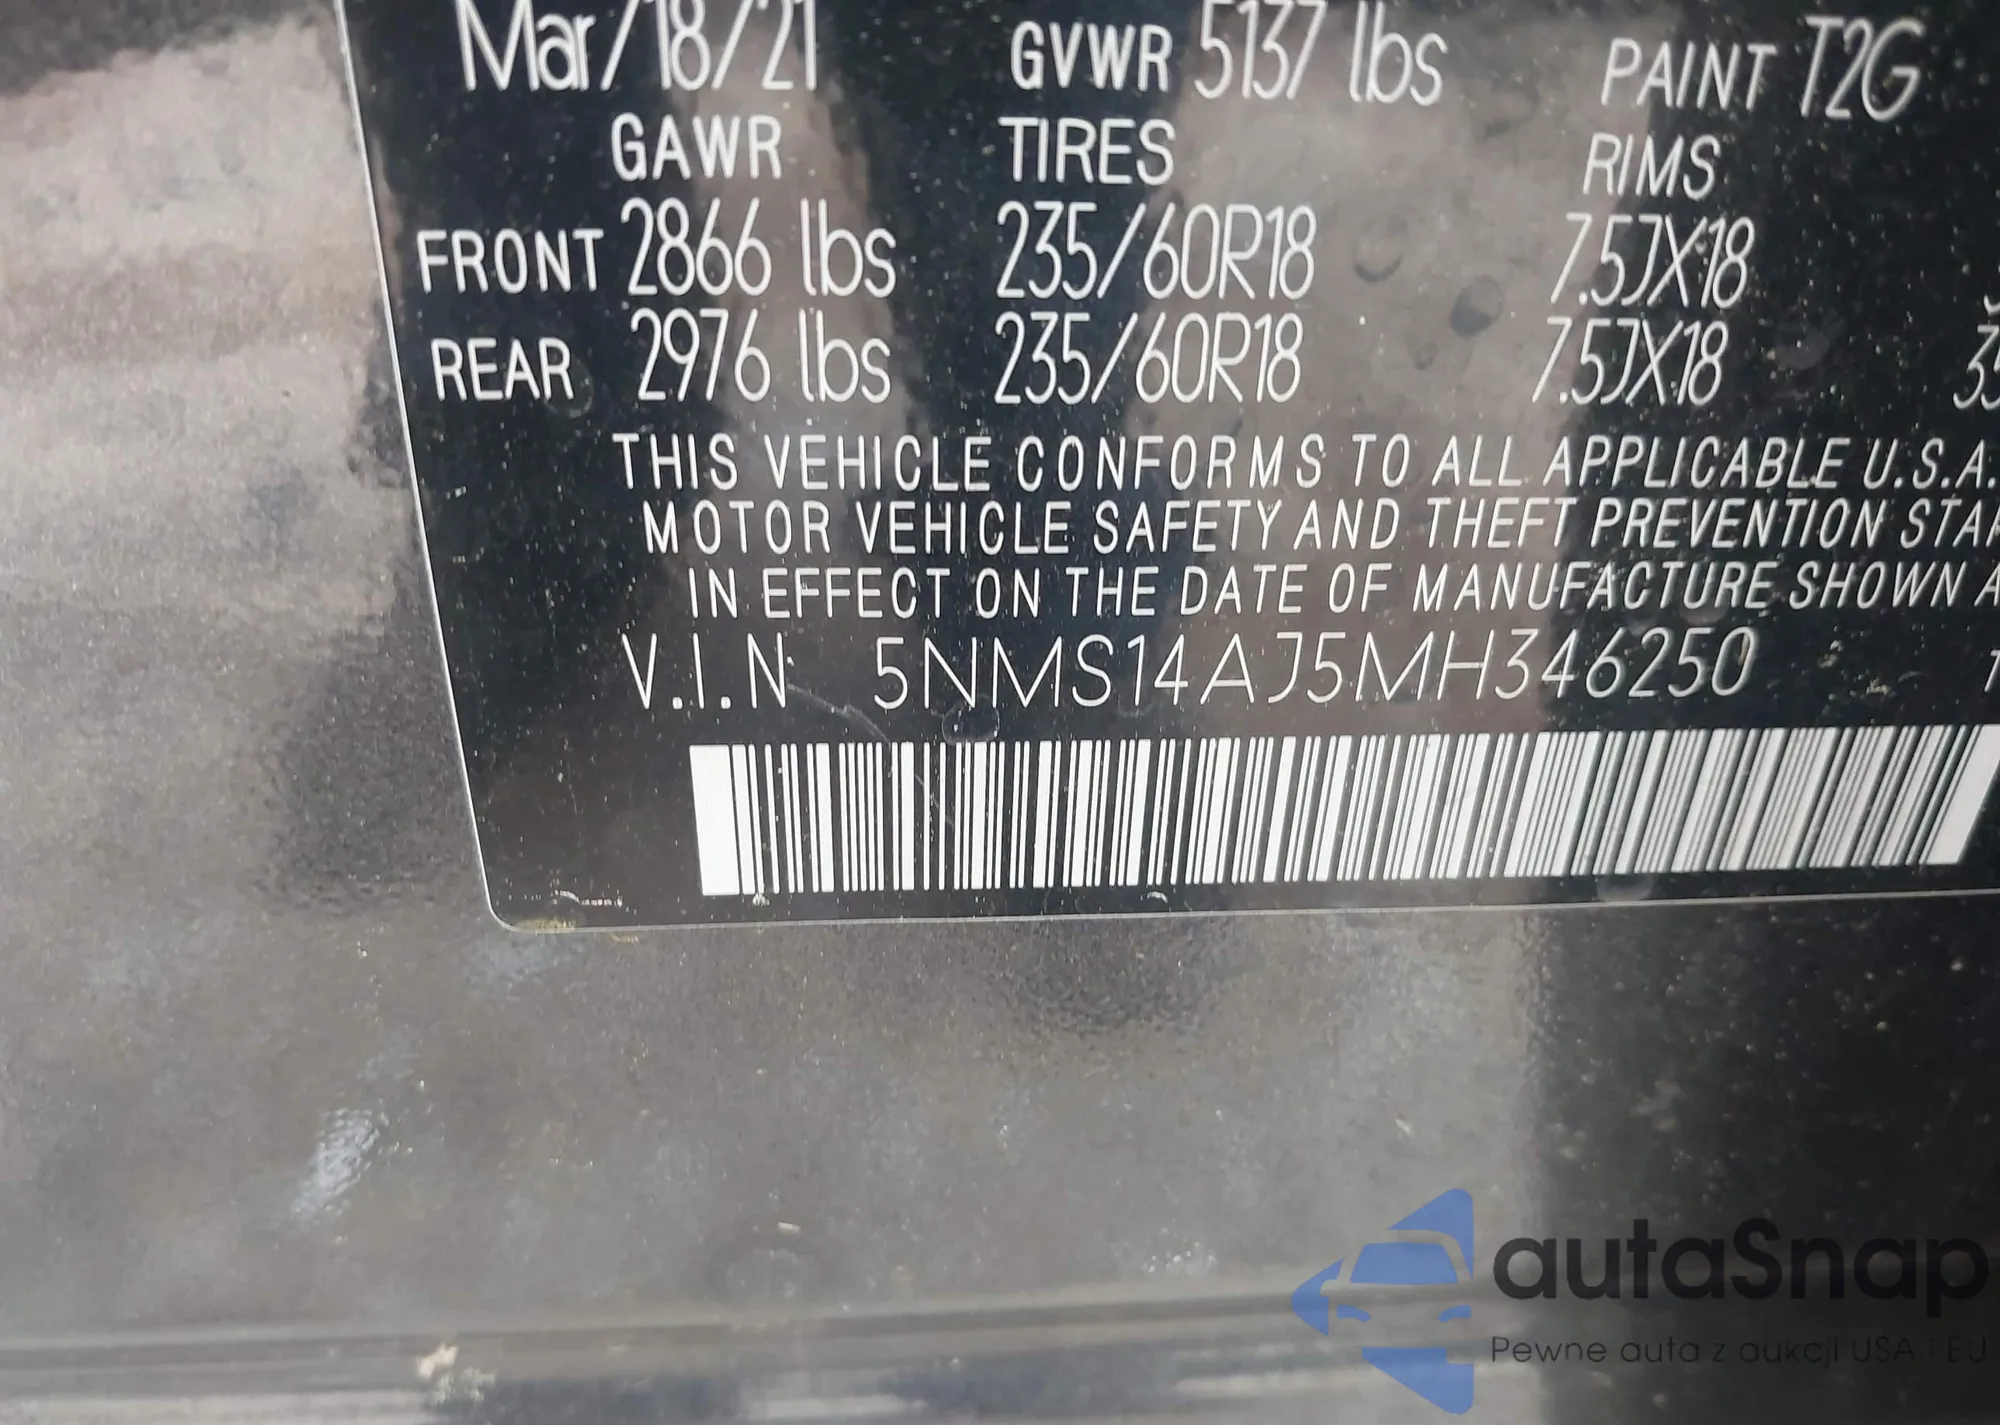 Mar/18/21 GVWR 5137 lbs PAINT T2G
GAWR TIRES RIMS
FRONT 2866 lbs 235/60R18 7.5JX18
REAR 2976 lbs 235/60R18 7.5JX18
THIS VEHICLE CONFORMS TO ALL APPLICABLE U.S.A.
MOTOR VEHICLE SAFETY AND THEFT PREVENTION STA
IN EFFECT ON THE DATE OF MANUFACTURE SHOWN A
V.I.N 5NMS14AJ5MH346250
autaSnap
Pewne auta z aukcji USA i EU